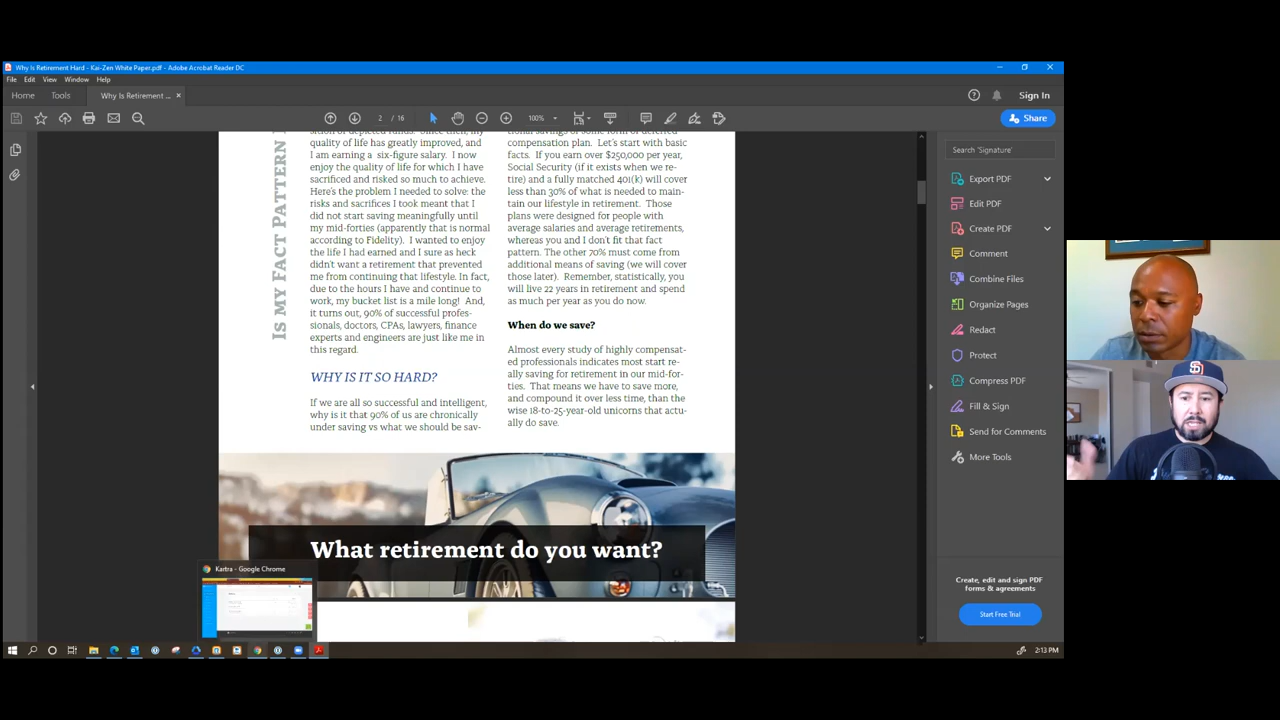 Why Is Retirement Hard - Kai-Zen White Paper.pdf - Adobe Acrobat Reader DC
File Edit View Window Help
Home Tools Why Is Retirement ... × Sign In
2 / 16 100% Share
Is My Fact Pattern
quality of life has greatly improved, and
I am earning a six-figure salary. I now
enjoy the quality of life for which I have
sacrificed and risked so much to achieve.
Here's the problem I needed to solve: the
risks and sacrifices I took meant that I
did not start saving meaningfully until
my mid-forties (apparently that is normal
according to Fidelity). I wanted to enjoy
the life I had earned and I sure as heck
didn't want a retirement that prevented
me from continuing that lifestyle. In fact,
due to the hours I have and continue to
work, my bucket list is a mile long! And,
it turns out, 90% of successful profes-
sionals, doctors, CPAs, lawyers, finance
experts and engineers are just like me in
this regard.
WHY IS IT SO HARD?
If we are all so successful and intelligent,
why is it that 90% of us are chronically
under saving vs what we should be sav-
tional savings or some form of deferred
compensation plan. Let's start with basic
facts. If you earn over $250,000 per year,
Social Security (if it exists when we re-
tire) and a fully matched 401(k) will cover
less than 30% of what is needed to main-
tain our lifestyle in retirement. Those
plans were designed for people with
average salaries and average retirements,
whereas you and I don't fit that fact
pattern. The other 70% must come from
additional means of saving (we will cover
those later). Remember, statistically, you
will live 22 years in retirement and spend
as much per year as you do now.
When do we save?
Almost every study of highly compensat-
ed professionals indicates most start re-
ally saving for retirement in our mid-for-
ties. That means we have to save more,
and compound it over less time, than the
wise 18-to-25-year-old unicorns that actu-
ally do save.
What retirement do you want?
Kartra - Google Chrome
Search 'Signature'
Export PDF
Edit PDF
Create PDF
Comment
Combine Files
Organize Pages
Redact
Protect
Compress PDF
Fill & Sign
Send for Comments
More Tools
Create, edit and sign PDF
forms & agreements
Start Free Trial
2:13 PM